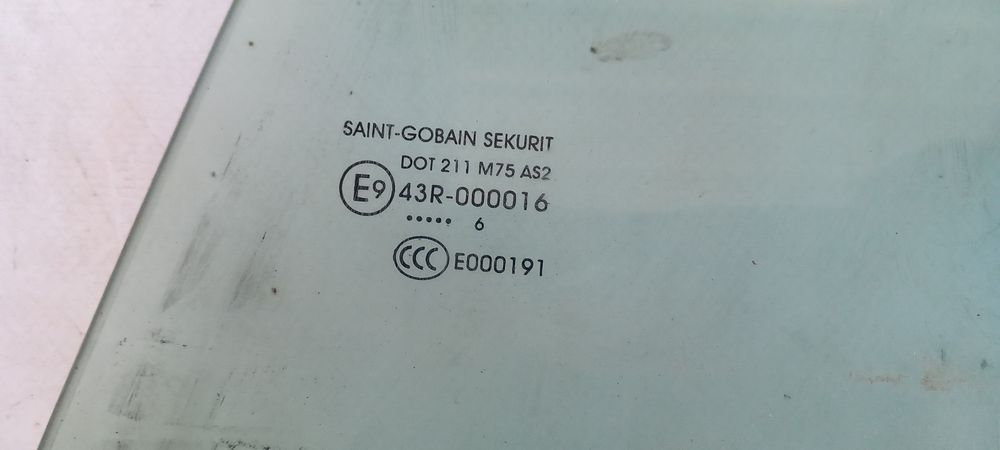 SAINT-GOBAIN SEKURIT
DOT 211 M75 AS2
E9 43R-000016
••••• 6
CCC E000191